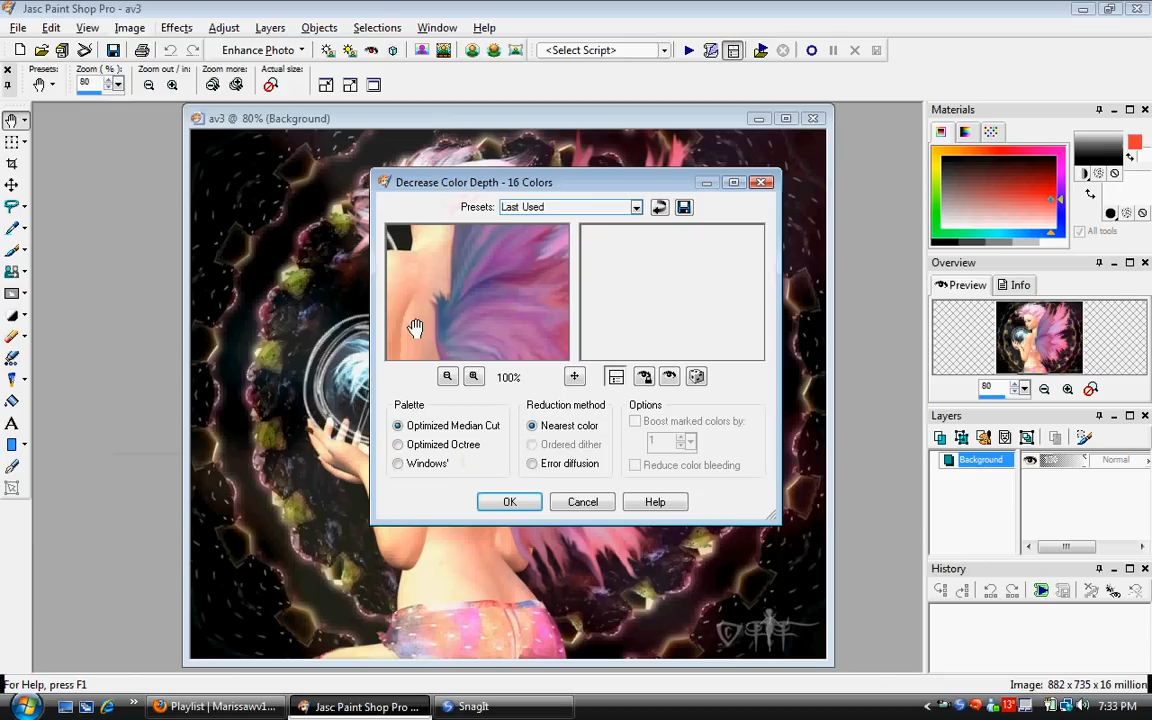 Jasc Paint Shop Pro - av3
File Edit View Image Effects Adjust Layers Objects Selections Window Help
Enhance Photo <Select Script>
Presets: Zoom ( % ): Zoom out / in: Zoom more: Actual size:
80
av3 @ 80% (Background)
Decrease Color Depth - 16 Colors
Presets: Last Used
100%
Palette
Optimized Median Cut
Optimized Octree
Windows'
Reduction method
Nearest color
Ordered dither
Error diffusion
Options
Boost marked colors by:
1
Reduce color bleeding
OK Cancel Help
Materials
All tools
Overview
Preview Info
80
Layers
Background Normal
History
For Help, press F1
Image: 882 x 735 x 16 million
Playlist | Marissawv1...
Jasc Paint Shop Pro ...
SnagIt
13°
7:33 PM